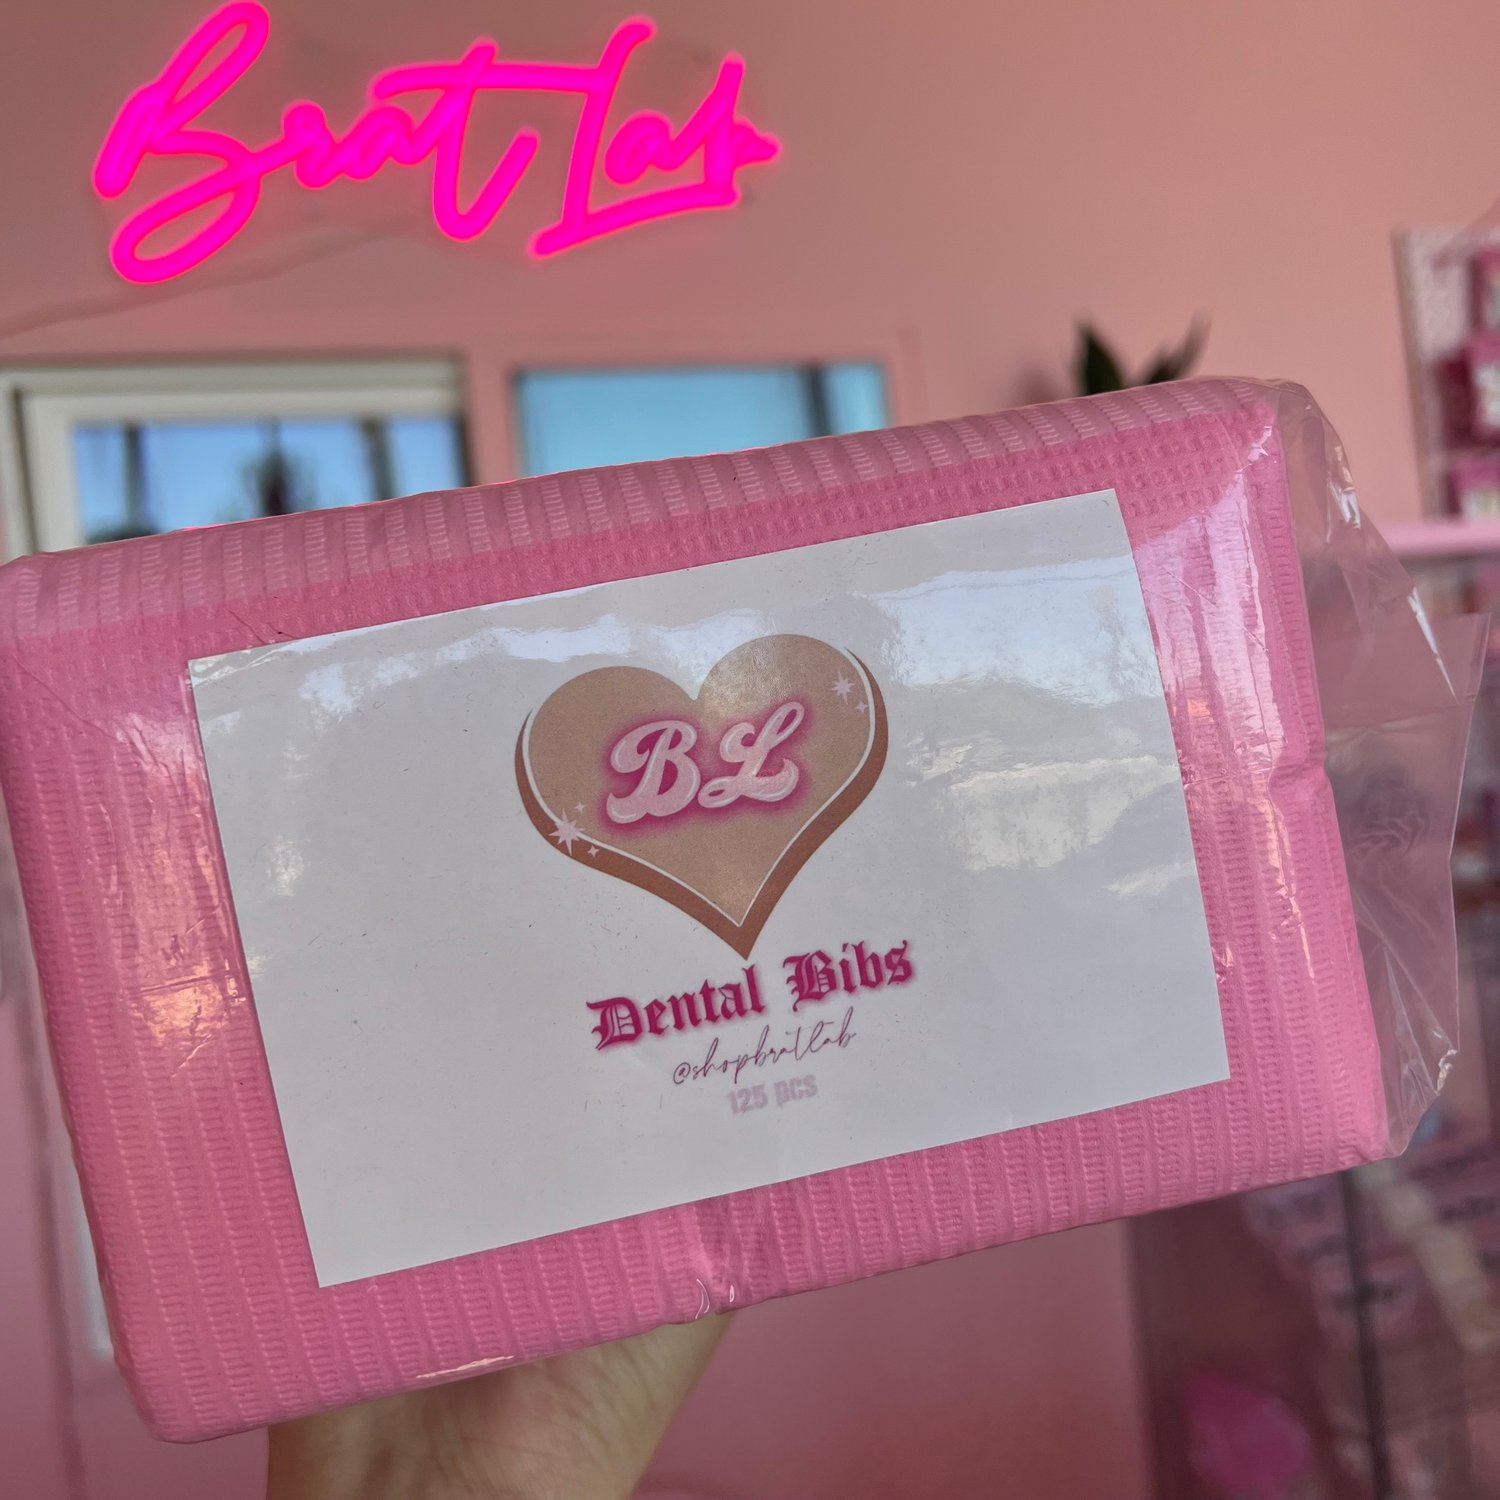 Brat Lab
BL
Dental Bibs
@shopbratlab
125 pcs